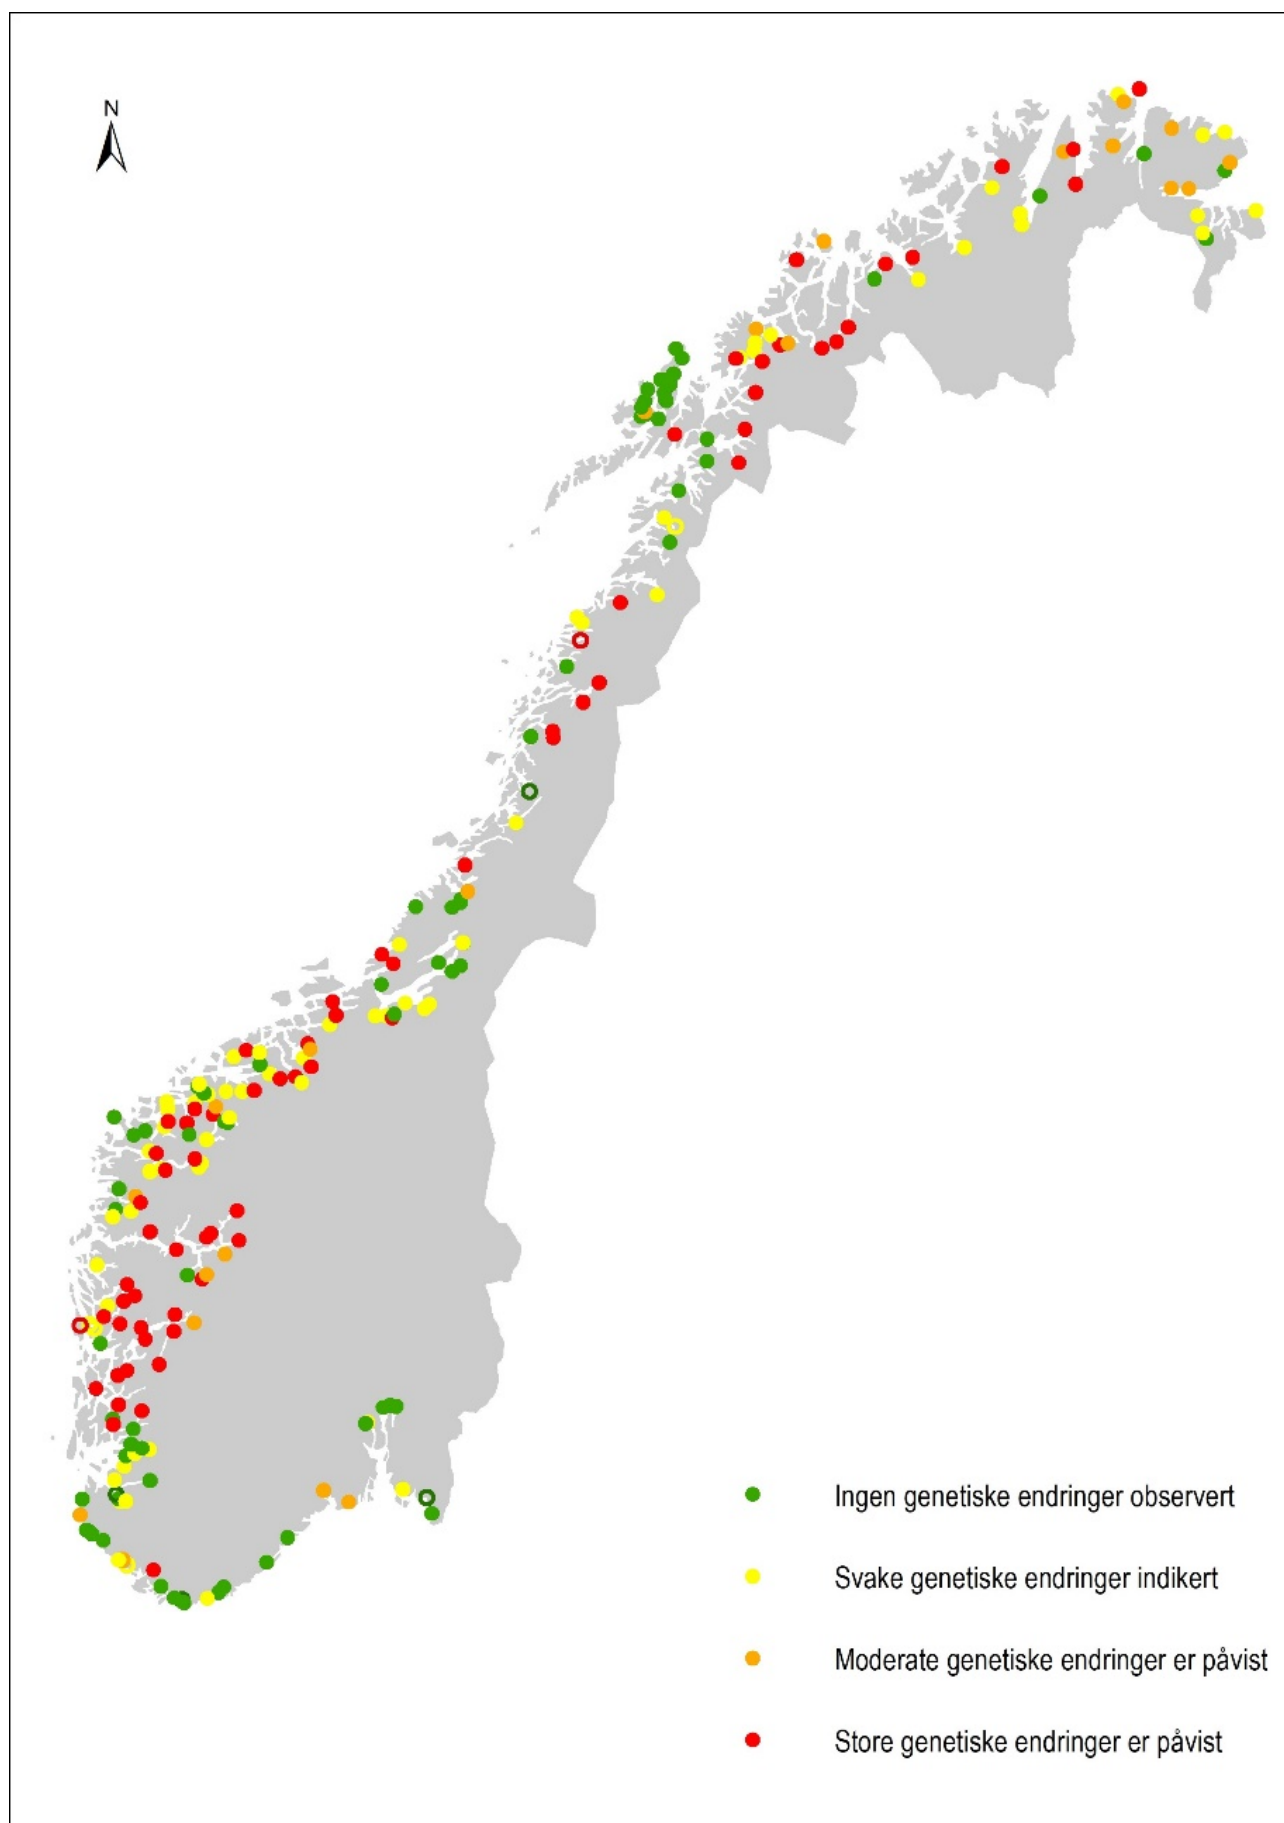 N
Ingen genetiske endringer observert
Svake genetiske endringer indikert
Moderate genetiske endringer er påvist
Store genetiske endringer er påvist